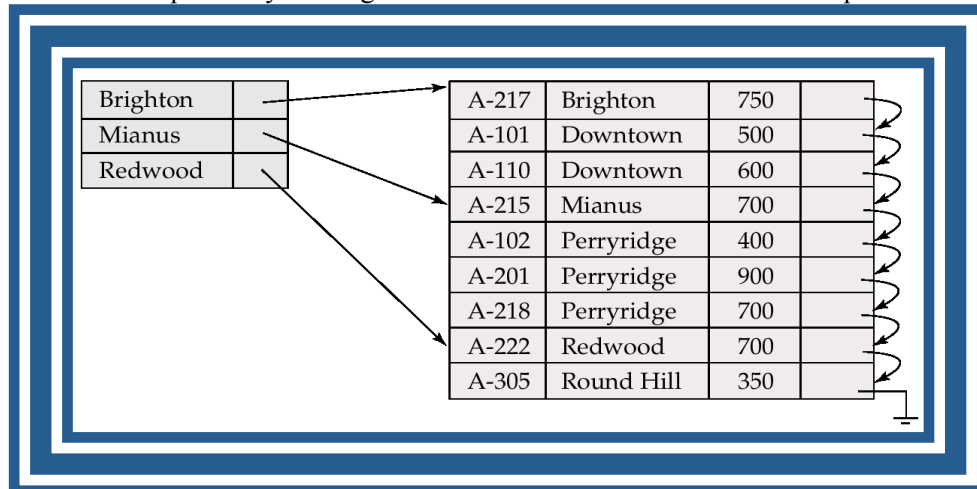 Brighton
Mianus
Redwood
A-217 Brighton 750
A-101 Downtown 500
A-110 Downtown 600
A-215 Mianus 700
A-102 Perryridge 400
A-201 Perryridge 900
A-218 Perryridge 700
A-222 Redwood 700
A-305 Round Hill 350